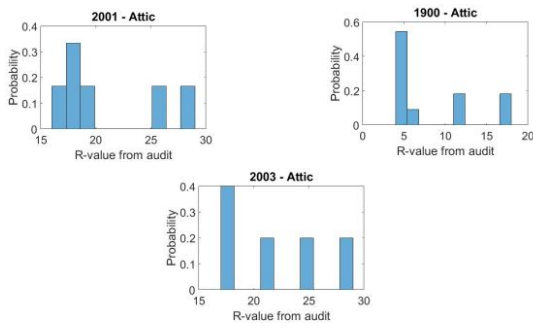 2001 - Attic
0.4
0.3
0.2
0.1
0
15 20 25 30
Probability
R-value from audit
1900 - Attic
0.6
0.4
0.2
0
0 5 10 15 20
Probability
R-value from audit
2003 - Attic
0.4
0.3
0.2
0.1
0
15 20 25 30
Probability
R-value from audit